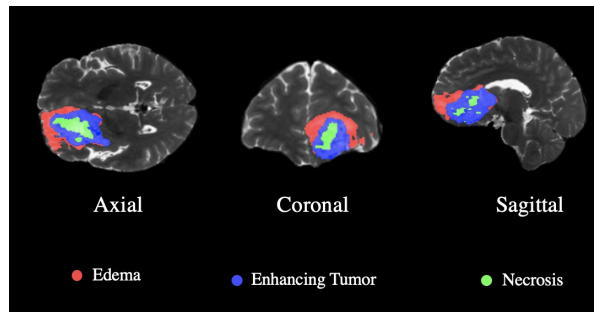 Axial
Coronal
Sagittal
Edema
Enhancing Tumor
Necrosis